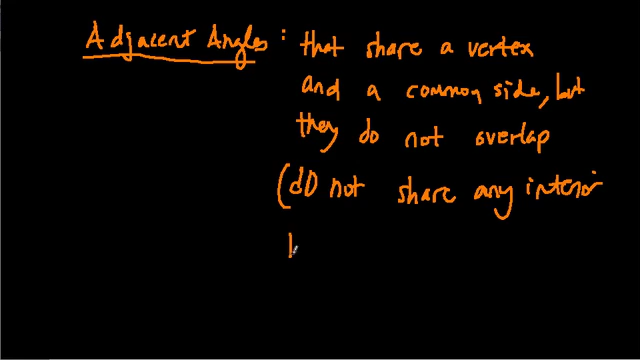 Adjacent Angles : that share a vertex
and a common side, but
they do not overlap
(do not share any interior